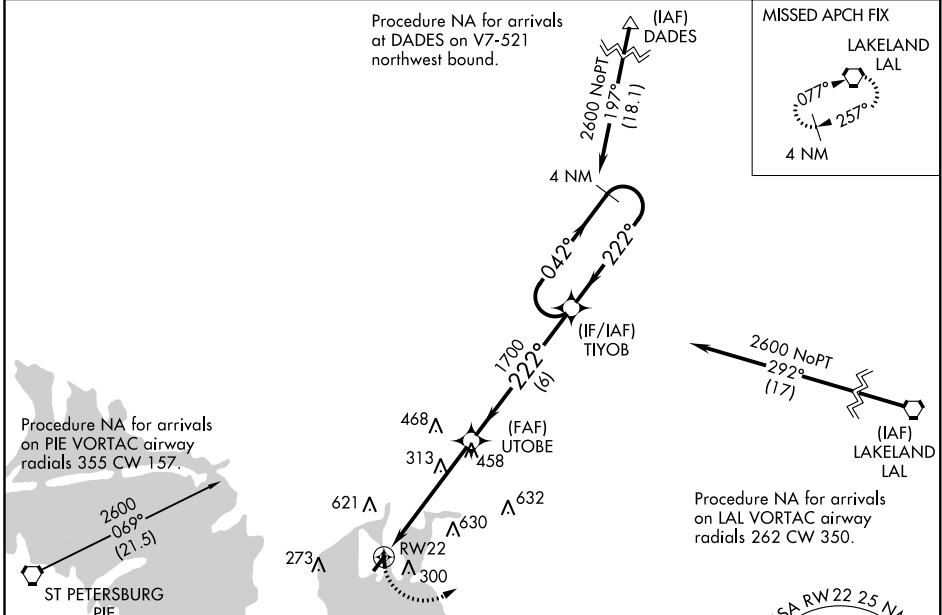 Procedure NA for arrivals
at DADES on V7-521
northwest bound.
(IAF)
DADES
2600 NoPT
197°
(18.1)
MISSED APCH FIX
LAKELAND
LAL
077°
257°
4 NM
4 NM
042°
222°
(IF/IAF)
TIYOB
1700
222°
(6)
2600 NoPT
292°
(17)
(IAF)
LAKELAND
LAL
468
(FAF)
UTOBE
313
458
Procedure NA for arrivals
on PIE VORTAC airway
radials 355 CW 157.
2600
069°
(21.5)
ST PETERSBURG
PIE
621
632
630
RW22
273
300
Procedure NA for arrivals
on LAL VORTAC airway
radials 262 CW 350.
SA RW22 25 N